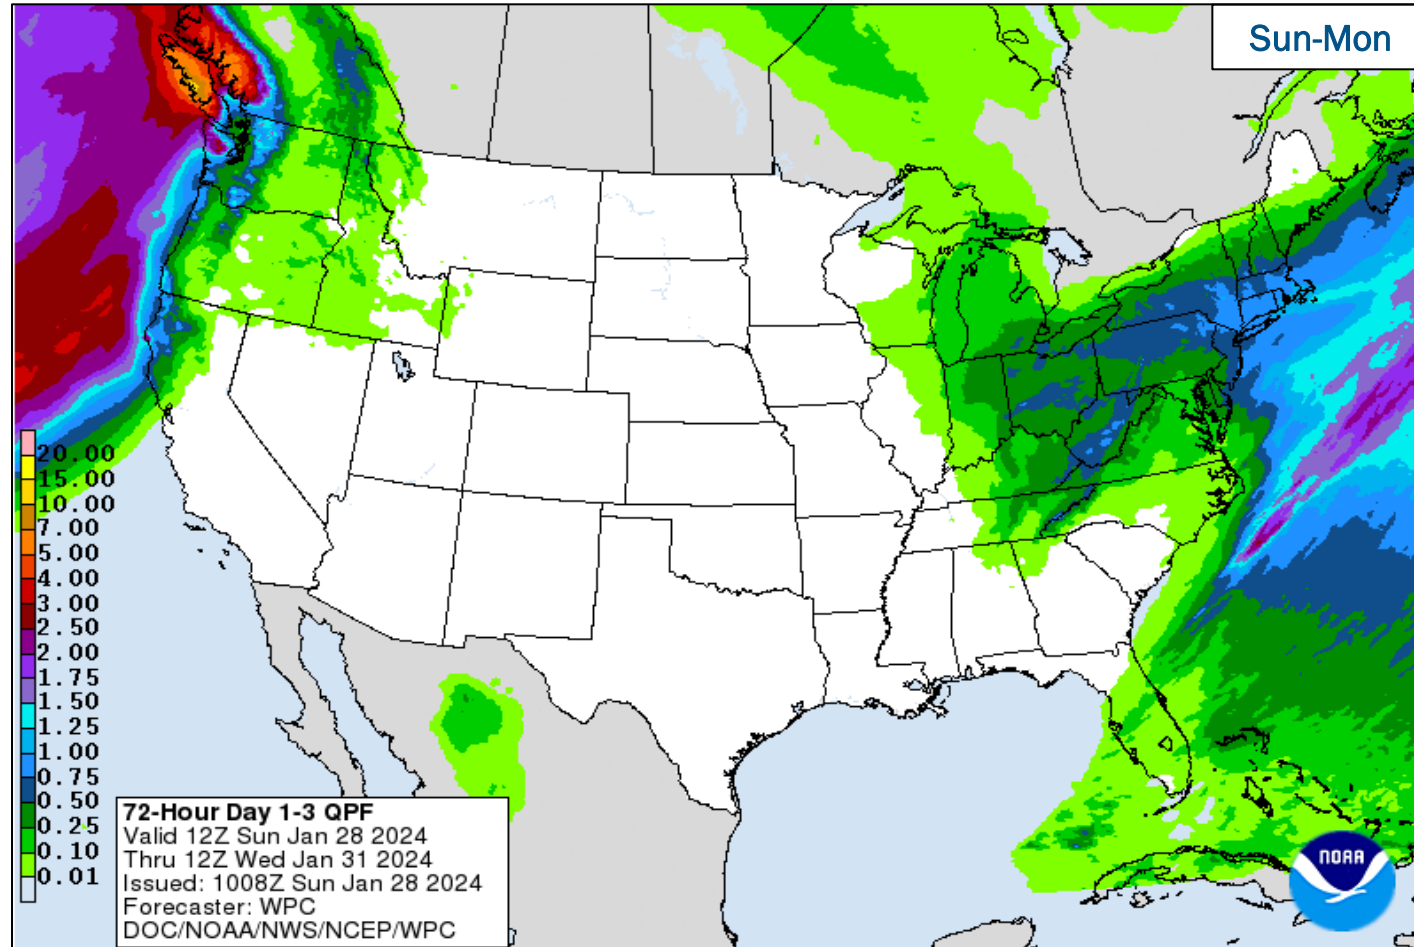 Sun-Mon
20.00
15.00
10.00
7.00
5.00
4.00
3.00
2.50
2.00
1.75
1.50
1.25
1.00
0.75
0.50
0.25
0.10
0.01
72-Hour Day 1-3 QPF
Valid 12Z Sun Jan 28 2024
Thru 12Z Wed Jan 31 2024
Issued: 1008Z Sun Jan 28 2024
Forecaster: WPC
DOC/NOAA/NWS/NCEP/WPC
NOAA